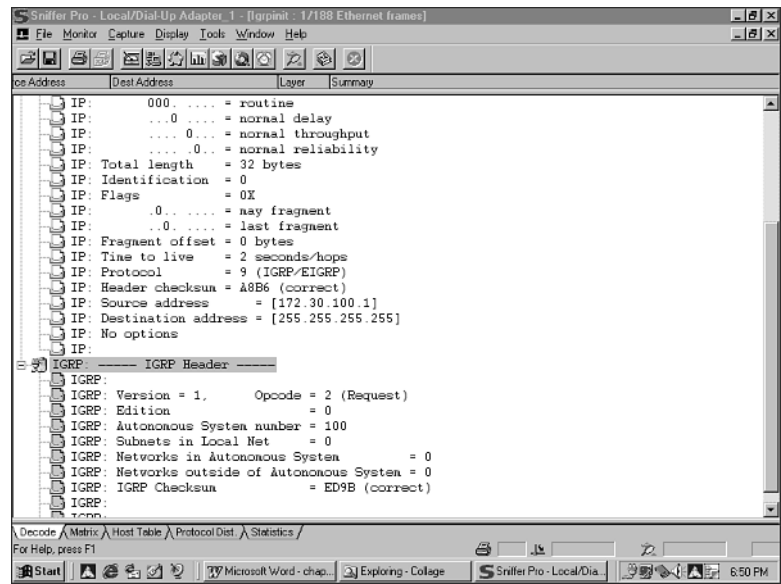 Sniffer Pro - Local/Dial-Up Adapter_1 - [Igrpinit : 1/188 Ethernet frames]
File Monitor Capture Display Tools Window Help
ce Address Dest Address Layer Summary
IP: 000. .... = routine
IP: ...0 .... = normal delay
IP: .... 0... = normal throughput
IP: .... .0.. = normal reliability
IP: Total length = 32 bytes
IP: Identification = 0
IP: Flags = 0X
IP: .0.. .... = may fragment
IP: ..0. .... = last fragment
IP: Fragment offset = 0 bytes
IP: Time to live = 2 seconds/hops
IP: Protocol = 9 (IGRP/EIGRP)
IP: Header checksum = A8B6 (correct)
IP: Source address = [172.30.100.1]
IP: Destination address = [255.255.255.255]
IP: No options
IP:
IGRP: ----- IGRP Header -----
IGRP:
IGRP: Version = 1, Opcode = 2 (Request)
IGRP: Edition = 0
IGRP: Autonomous System number = 100
IGRP: Subnets in Local Net = 0
IGRP: Networks in Autonomous System = 0
IGRP: Networks outside of Autonomous System = 0
IGRP: IGRP Checksum = ED9B (correct)
IGRP:
Decode Matrix Host Table Protocol Dist. Statistics
For Help, press F1
Start Microsoft Word - chap... Exploring - Collage Sniffer Pro - Local/Dia... 6:50 PM